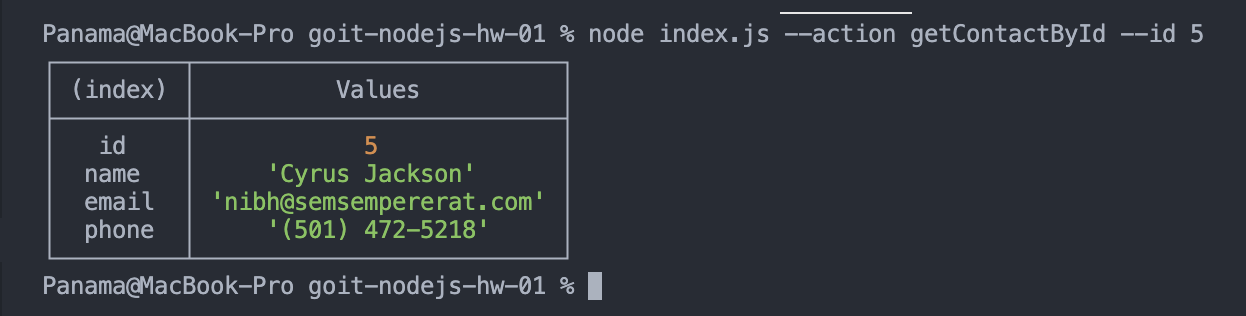 Panama@MacBook-Pro goit-nodejs-hw-01 % node index.js --action getContactById --id 5
(index) Values
id 5
name 'Cyrus Jackson'
email 'nibh@semsempererat.com'
phone '(501) 472-5218'
Panama@MacBook-Pro goit-nodejs-hw-01 %